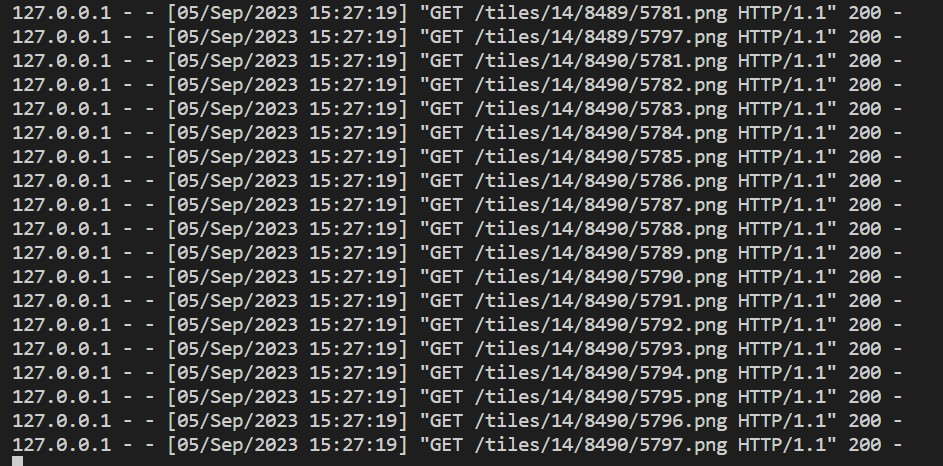 127.0.0.1 - - [05/Sep/2023 15:27:19] "GET /tiles/14/8489/5781.png HTTP/1.1" 200 -
127.0.0.1 - - [05/Sep/2023 15:27:19] "GET /tiles/14/8489/5797.png HTTP/1.1" 200 -
127.0.0.1 - - [05/Sep/2023 15:27:19] "GET /tiles/14/8490/5781.png HTTP/1.1" 200 -
127.0.0.1 - - [05/Sep/2023 15:27:19] "GET /tiles/14/8490/5782.png HTTP/1.1" 200 -
127.0.0.1 - - [05/Sep/2023 15:27:19] "GET /tiles/14/8490/5783.png HTTP/1.1" 200 -
127.0.0.1 - - [05/Sep/2023 15:27:19] "GET /tiles/14/8490/5784.png HTTP/1.1" 200 -
127.0.0.1 - - [05/Sep/2023 15:27:19] "GET /tiles/14/8490/5785.png HTTP/1.1" 200 -
127.0.0.1 - - [05/Sep/2023 15:27:19] "GET /tiles/14/8490/5786.png HTTP/1.1" 200 -
127.0.0.1 - - [05/Sep/2023 15:27:19] "GET /tiles/14/8490/5787.png HTTP/1.1" 200 -
127.0.0.1 - - [05/Sep/2023 15:27:19] "GET /tiles/14/8490/5788.png HTTP/1.1" 200 -
127.0.0.1 - - [05/Sep/2023 15:27:19] "GET /tiles/14/8490/5789.png HTTP/1.1" 200 -
127.0.0.1 - - [05/Sep/2023 15:27:19] "GET /tiles/14/8490/5790.png HTTP/1.1" 200 -
127.0.0.1 - - [05/Sep/2023 15:27:19] "GET /tiles/14/8490/5791.png HTTP/1.1" 200 -
127.0.0.1 - - [05/Sep/2023 15:27:19] "GET /tiles/14/8490/5792.png HTTP/1.1" 200 -
127.0.0.1 - - [05/Sep/2023 15:27:19] "GET /tiles/14/8490/5793.png HTTP/1.1" 200 -
127.0.0.1 - - [05/Sep/2023 15:27:19] "GET /tiles/14/8490/5794.png HTTP/1.1" 200 -
127.0.0.1 - - [05/Sep/2023 15:27:19] "GET /tiles/14/8490/5795.png HTTP/1.1" 200 -
127.0.0.1 - - [05/Sep/2023 15:27:19] "GET /tiles/14/8490/5796.png HTTP/1.1" 200 -
127.0.0.1 - - [05/Sep/2023 15:27:19] "GET /tiles/14/8490/5797.png HTTP/1.1" 200 -